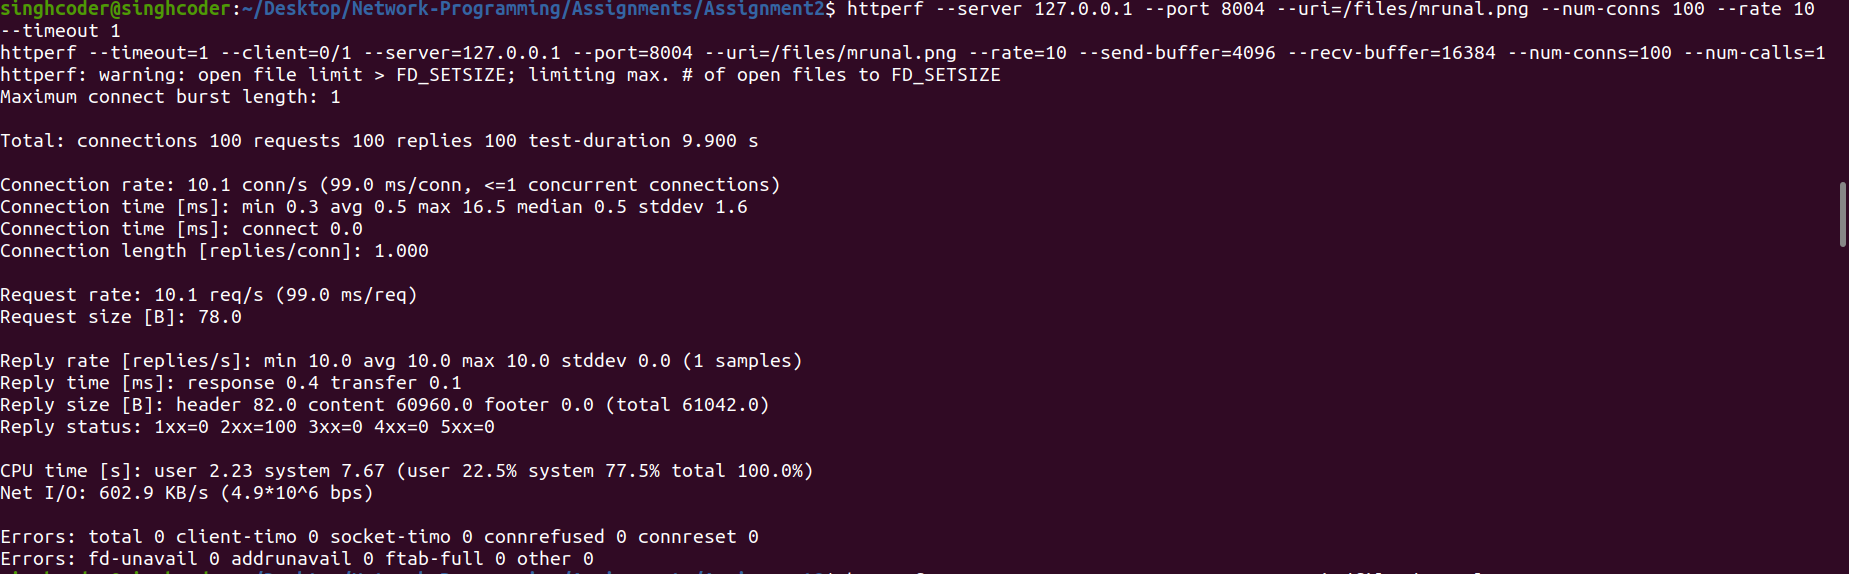 singhcoder@singhcoder:~/Desktop/Network-Programming/Assignments/Assignment2$ httperf --server 127.0.0.1 --port 8004 --uri=/files/mrunal.png --num-conns 100 --rate 10
--timeout 1
httperf --timeout=1 --client=0/1 --server=127.0.0.1 --port=8004 --uri=/files/mrunal.png --rate=10 --send-buffer=4096 --recv-buffer=16384 --num-conns=100 --num-calls=1
httperf: warning: open file limit > FD_SETSIZE; limiting max. # of open files to FD_SETSIZE
Maximum connect burst length: 1
Total: connections 100 requests 100 replies 100 test-duration 9.900 s
Connection rate: 10.1 conn/s (99.0 ms/conn, <=1 concurrent connections)
Connection time [ms]: min 0.3 avg 0.5 max 16.5 median 0.5 stddev 1.6
Connection time [ms]: connect 0.0
Connection length [replies/conn]: 1.000
Request rate: 10.1 req/s (99.0 ms/req)
Request size [B]: 78.0
Reply rate [replies/s]: min 10.0 avg 10.0 max 10.0 stddev 0.0 (1 samples)
Reply time [ms]: response 0.4 transfer 0.1
Reply size [B]: header 82.0 content 60960.0 footer 0.0 (total 61042.0)
Reply status: 1xx=0 2xx=100 3xx=0 4xx=0 5xx=0
CPU time [s]: user 2.23 system 7.67 (user 22.5% system 77.5% total 100.0%)
Net I/O: 602.9 KB/s (4.9*10^6 bps)
Errors: total 0 client-timo 0 socket-timo 0 connrefused 0 connreset 0
Errors: fd-unavail 0 addrunavail 0 ftab-full 0 other 0